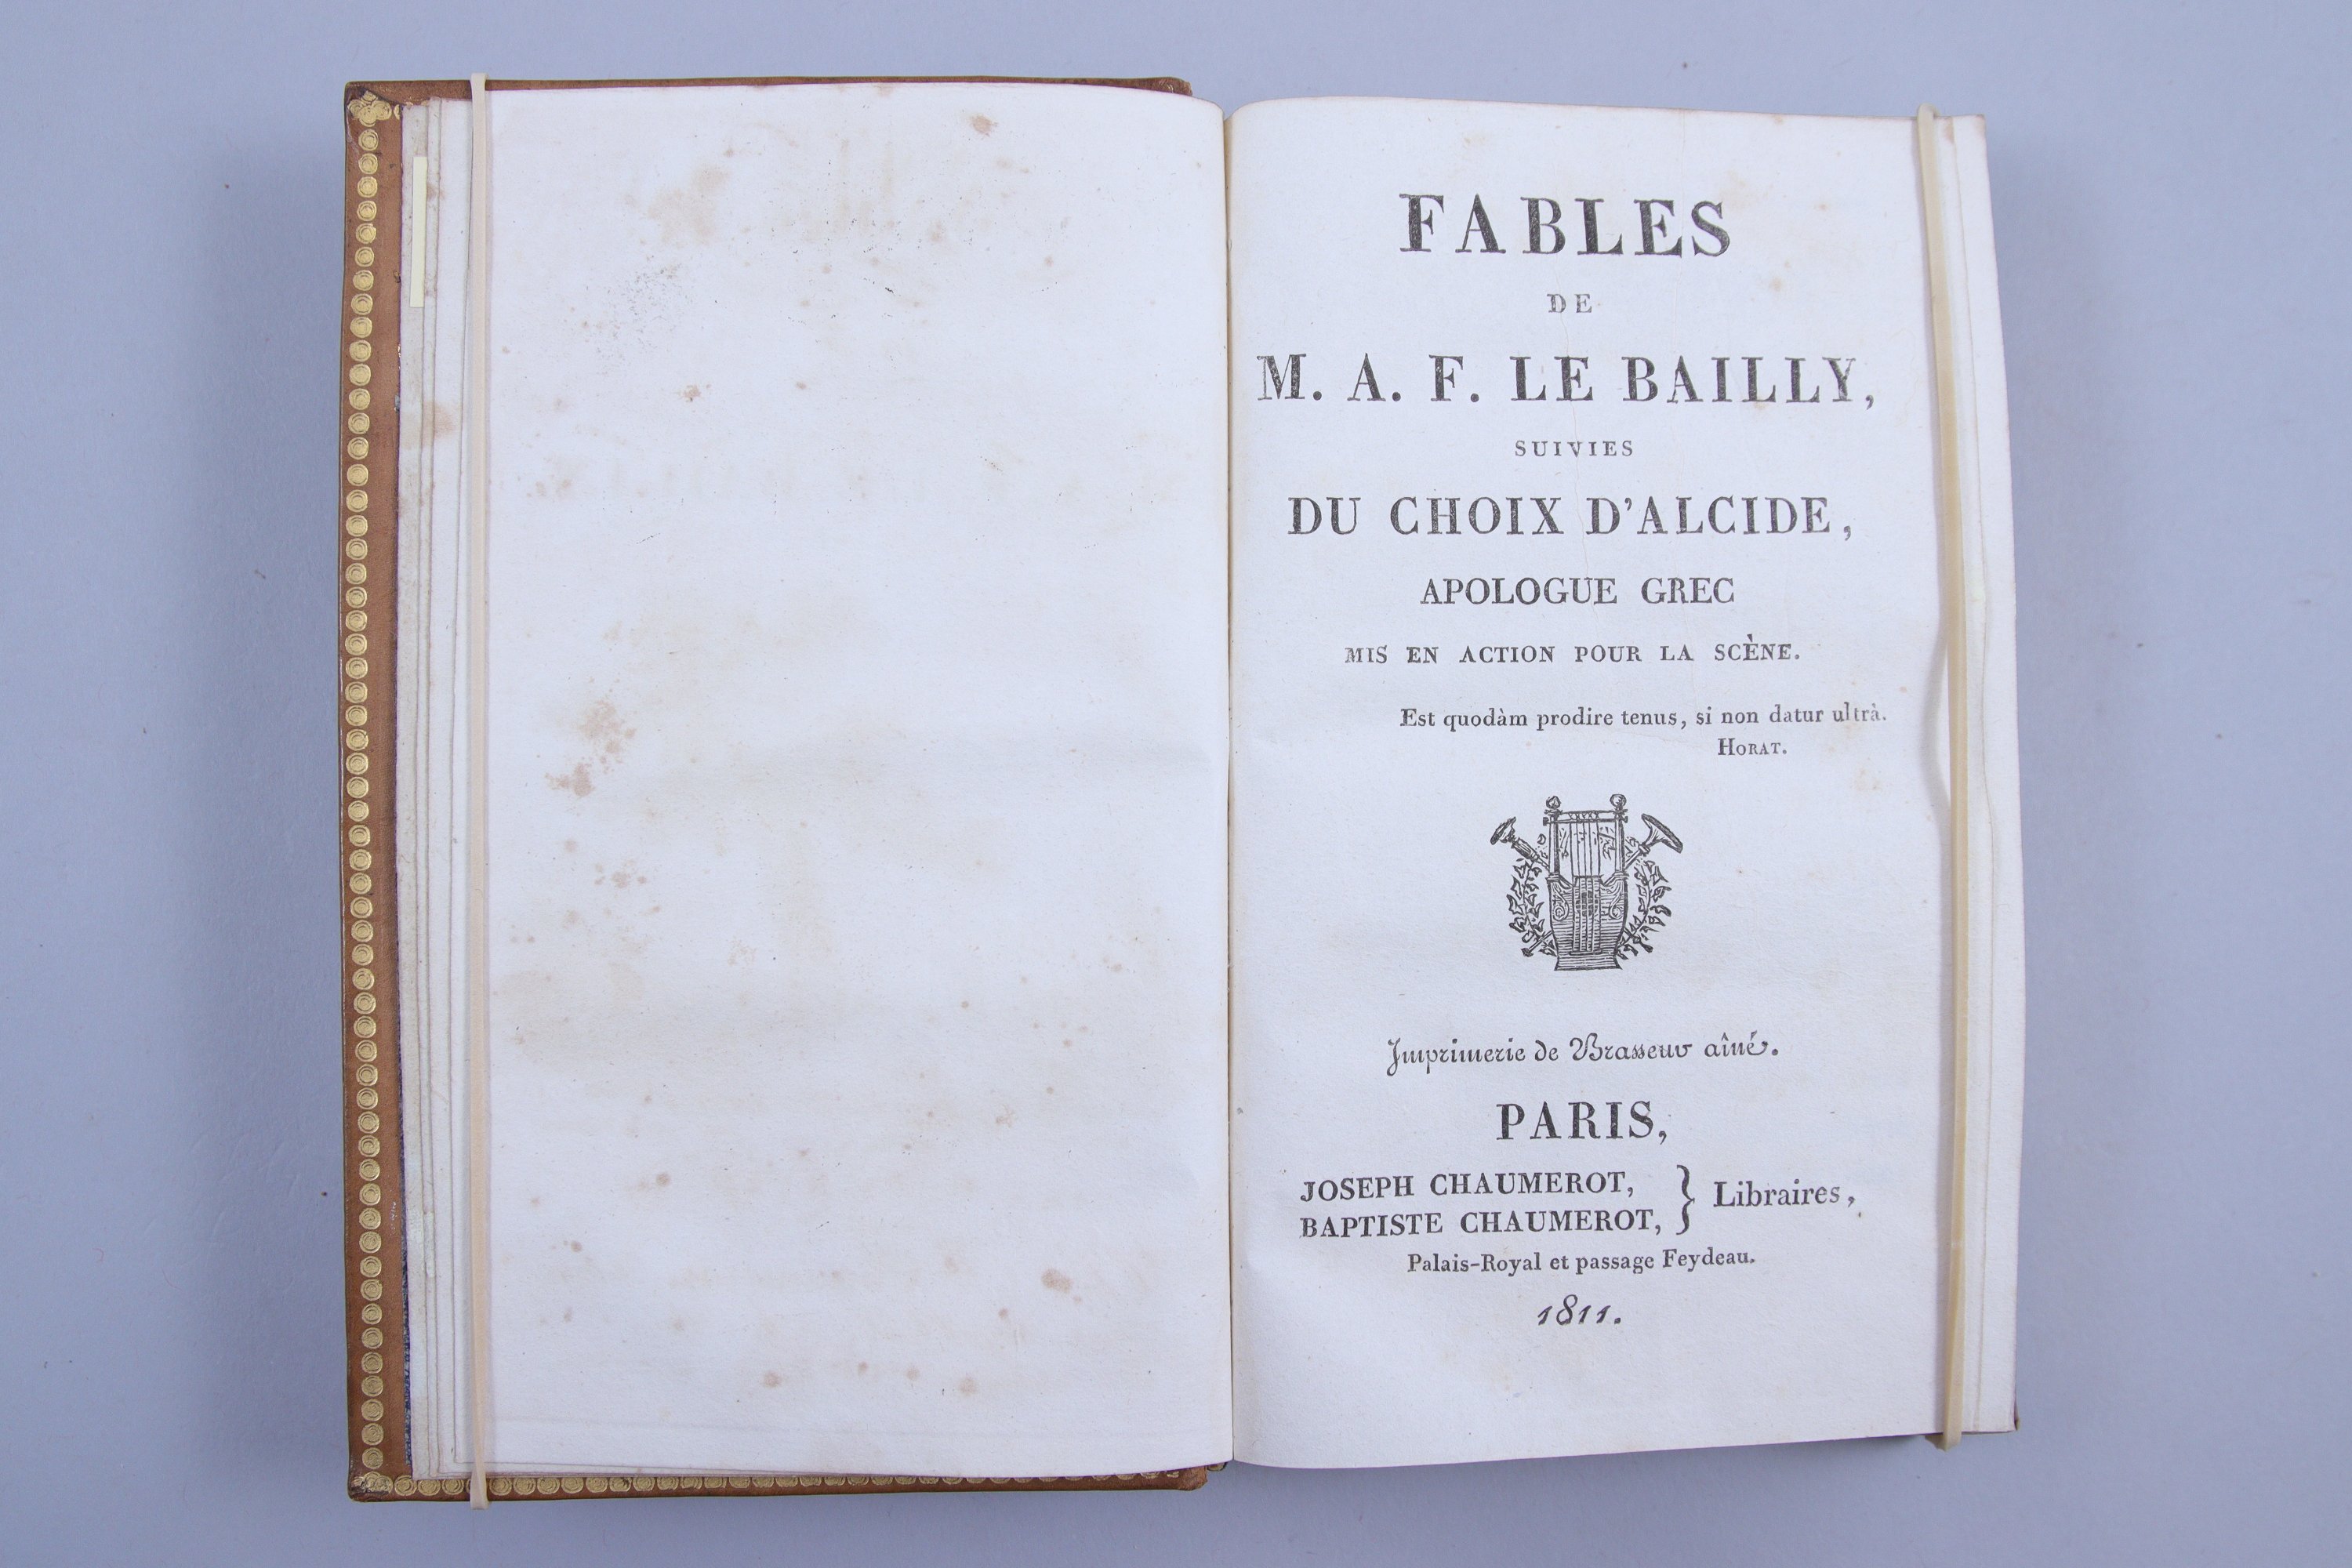 FABLES
DE
M. A. F. LE BAILLY,
SUIVIES
DU CHOIX D'ALCIDE,
APOLOGUE GREC
MIS EN ACTION POUR LA SCÈNE.
Est quodàm prodire tenus, si non datur ultrà.
HORAT.
Imprimerie de Brasseur aîné.
PARIS,
JOSEPH CHAUMEROT,
BAPTISTE CHAUMEROT, } Libraires,
Palais-Royal et passage Feydeau.
1811.